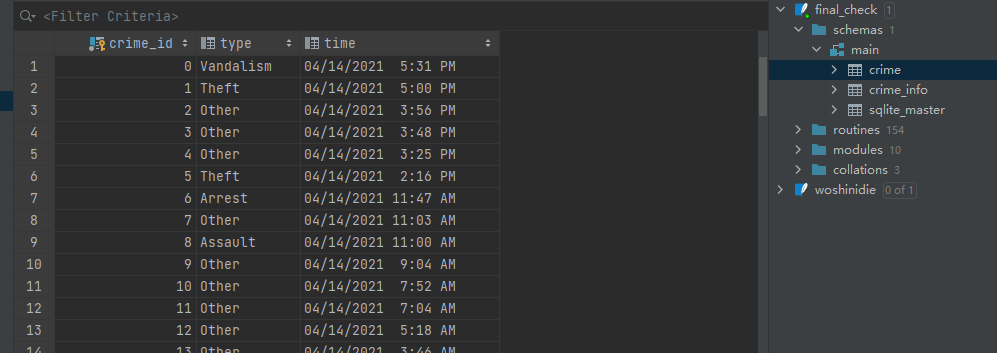 <Filter Criteria>
crime_id type time
1 0 Vandalism 04/14/2021  5:31 PM
2 1 Theft 04/14/2021  5:00 PM
3 2 Other 04/14/2021  3:56 PM
4 3 Other 04/14/2021  3:48 PM
5 4 Other 04/14/2021  3:25 PM
6 5 Theft 04/14/2021  2:16 PM
7 6 Arrest 04/14/2021 11:47 AM
8 7 Other 04/14/2021 11:03 AM
9 8 Assault 04/14/2021 11:00 AM
10 9 Other 04/14/2021  9:04 AM
11 10 Other 04/14/2021  7:52 AM
12 11 Other 04/14/2021  7:04 AM
13 12 Other 04/14/2021  5:18 AM
14 13 Other 04/14/2021  3:46 AM
final_check 1
schemas 1
main
crime
crime_info
sqlite_master
routines 154
modules 10
collations 3
woshinidie 0 of 1